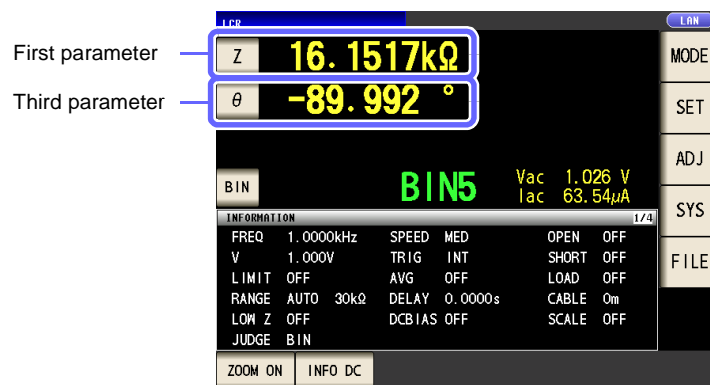 LCR
LAN
First parameter
Z 16.1517kΩ
MODE
Third parameter
θ -89.992 °
SET
ADJ
BIN BIN5 Vac 1.026 V
Iac 63.54μA
SYS
INFORMATION 1/4
FREQ 1.0000kHz SPEED MED OPEN OFF
V 1.000V TRIG INT SHORT OFF
FILE
LIMIT OFF AVG OFF LOAD OFF
RANGE AUTO 30kΩ DELAY 0.0000s CABLE 0m
LOW Z OFF DCBIAS OFF SCALE OFF
JUDGE BIN
ZOOM ON INFO DC